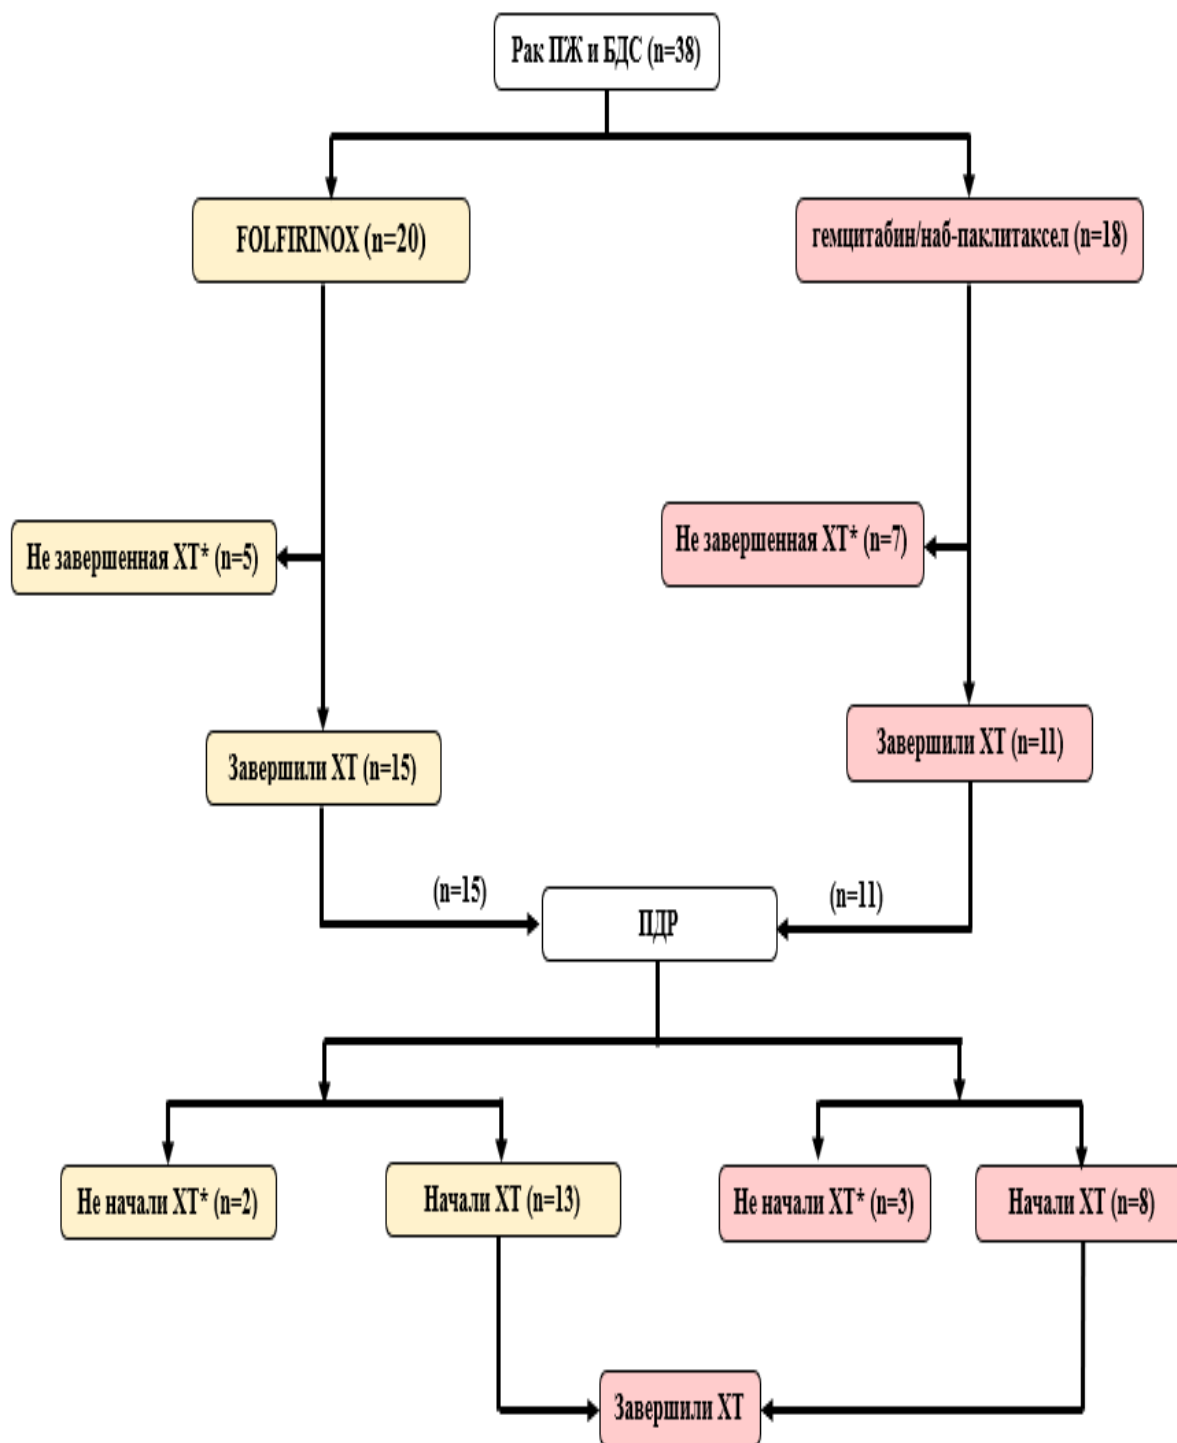 Рак ПЖ и БДС (n=38)
FOLFIRINOX (n=20)
гемцитабин/наб-паклитаксел (n=18)
Не завершенная ХТ* (n=5)
Не завершенная ХТ* (n=7)
Завершили ХТ (n=15)
Завершили ХТ (n=11)
(n=15)
(n=11)
ПДР
Не начали ХТ* (n=2)
Начали ХТ (n=13)
Не начали ХТ* (n=3)
Начали ХТ (n=8)
Завершили ХТ